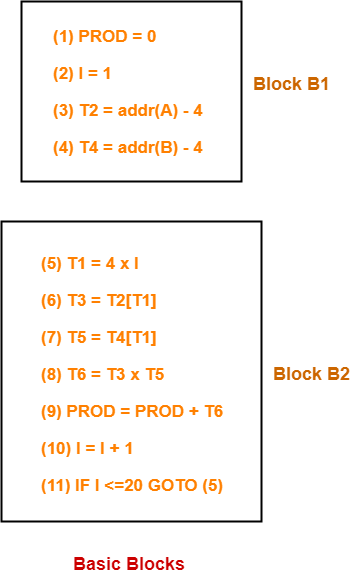 (1) PROD = 0
(2) I = 1
(3) T2 = addr(A) - 4
(4) T4 = addr(B) - 4
Block B1
(5) T1 = 4 x I
(6) T3 = T2[T1]
(7) T5 = T4[T1]
(8) T6 = T3 x T5
(9) PROD = PROD + T6
(10) I = I + 1
(11) IF I <=20 GOTO (5)
Block B2
Basic Blocks